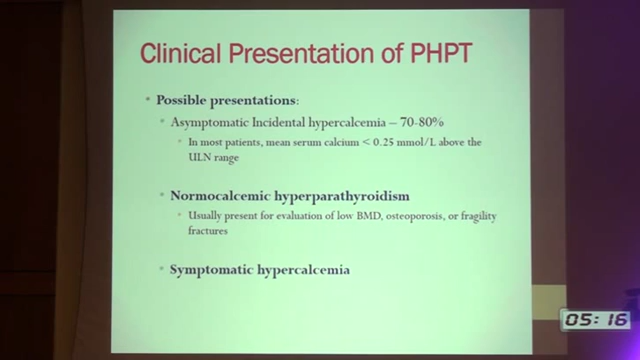 Clinical Presentation of PHPT
Possible presentations:
Asymptomatic Incidental hypercalcemia – 70-80%
In most patients, mean serum calcium < 0.25 mmol/L above the
ULN range
Normocalcemic hyperparathyroidism
Usually present for evaluation of low BMD, osteoporosis, or fragility
fractures
Symptomatic hypercalcemia
05:16